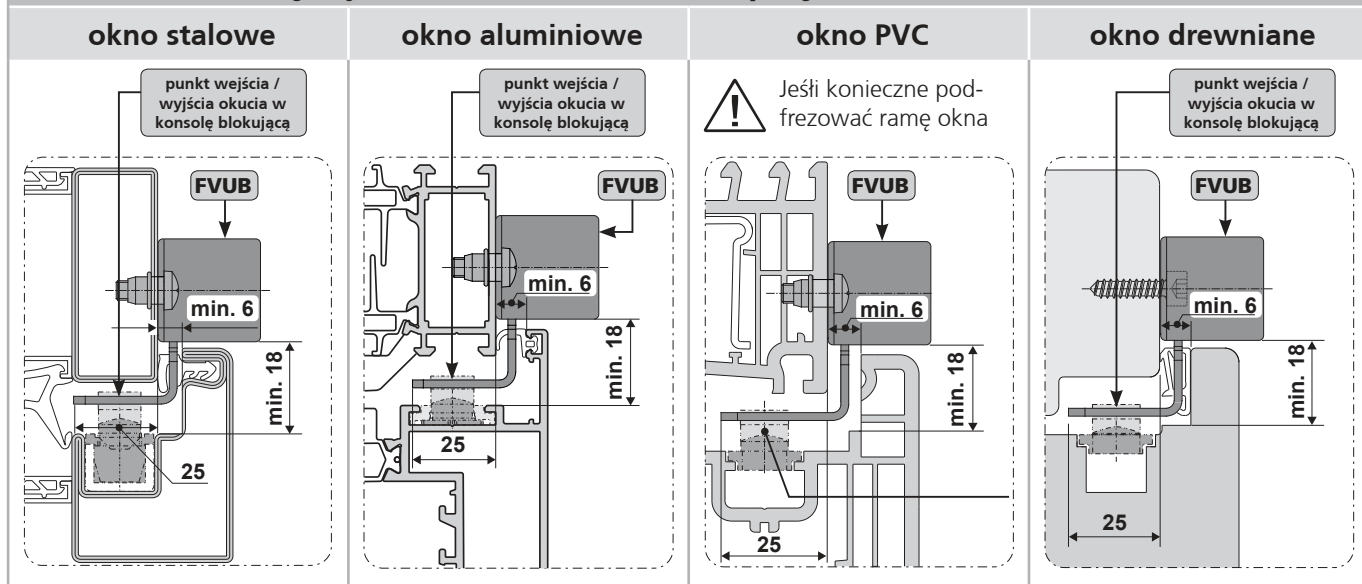 okno stalowe
okno aluminiowe
okno PVC
okno drewniane
punkt wejścia /
wyjścia okucia w
konsolę blokującą
FVUB
min. 6
min. 18
25
punkt wejścia /
wyjścia okucia w
konsolę blokującą
FVUB
min. 6
min. 18
25
Jeśłi konieczne pod-
frezować ramę okna
FVUB
min. 6
min. 18
25
punkt wejścia /
wyjścia okucia w
konsolę blokującą
FVUB
min. 6
min. 18
25